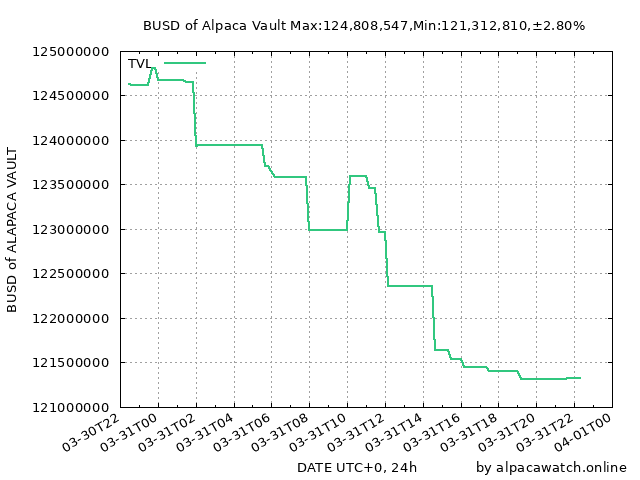 BUSD of Alpaca Vault Max:124,808,547,Min:121,312,810,±2.80%
TVL
125000000
124500000
124000000
123500000
123000000
122500000
122000000
121500000
121000000
BUSD of ALAPACA VAULT
03-30T22
03-31T00
03-31T02
03-31T04
03-31T06
03-31T08
03-31T10
03-31T12
03-31T14
03-31T16
03-31T18
03-31T20
03-31T22
04-01T00
DATE UTC+0, 24h
by alpacawatch.online